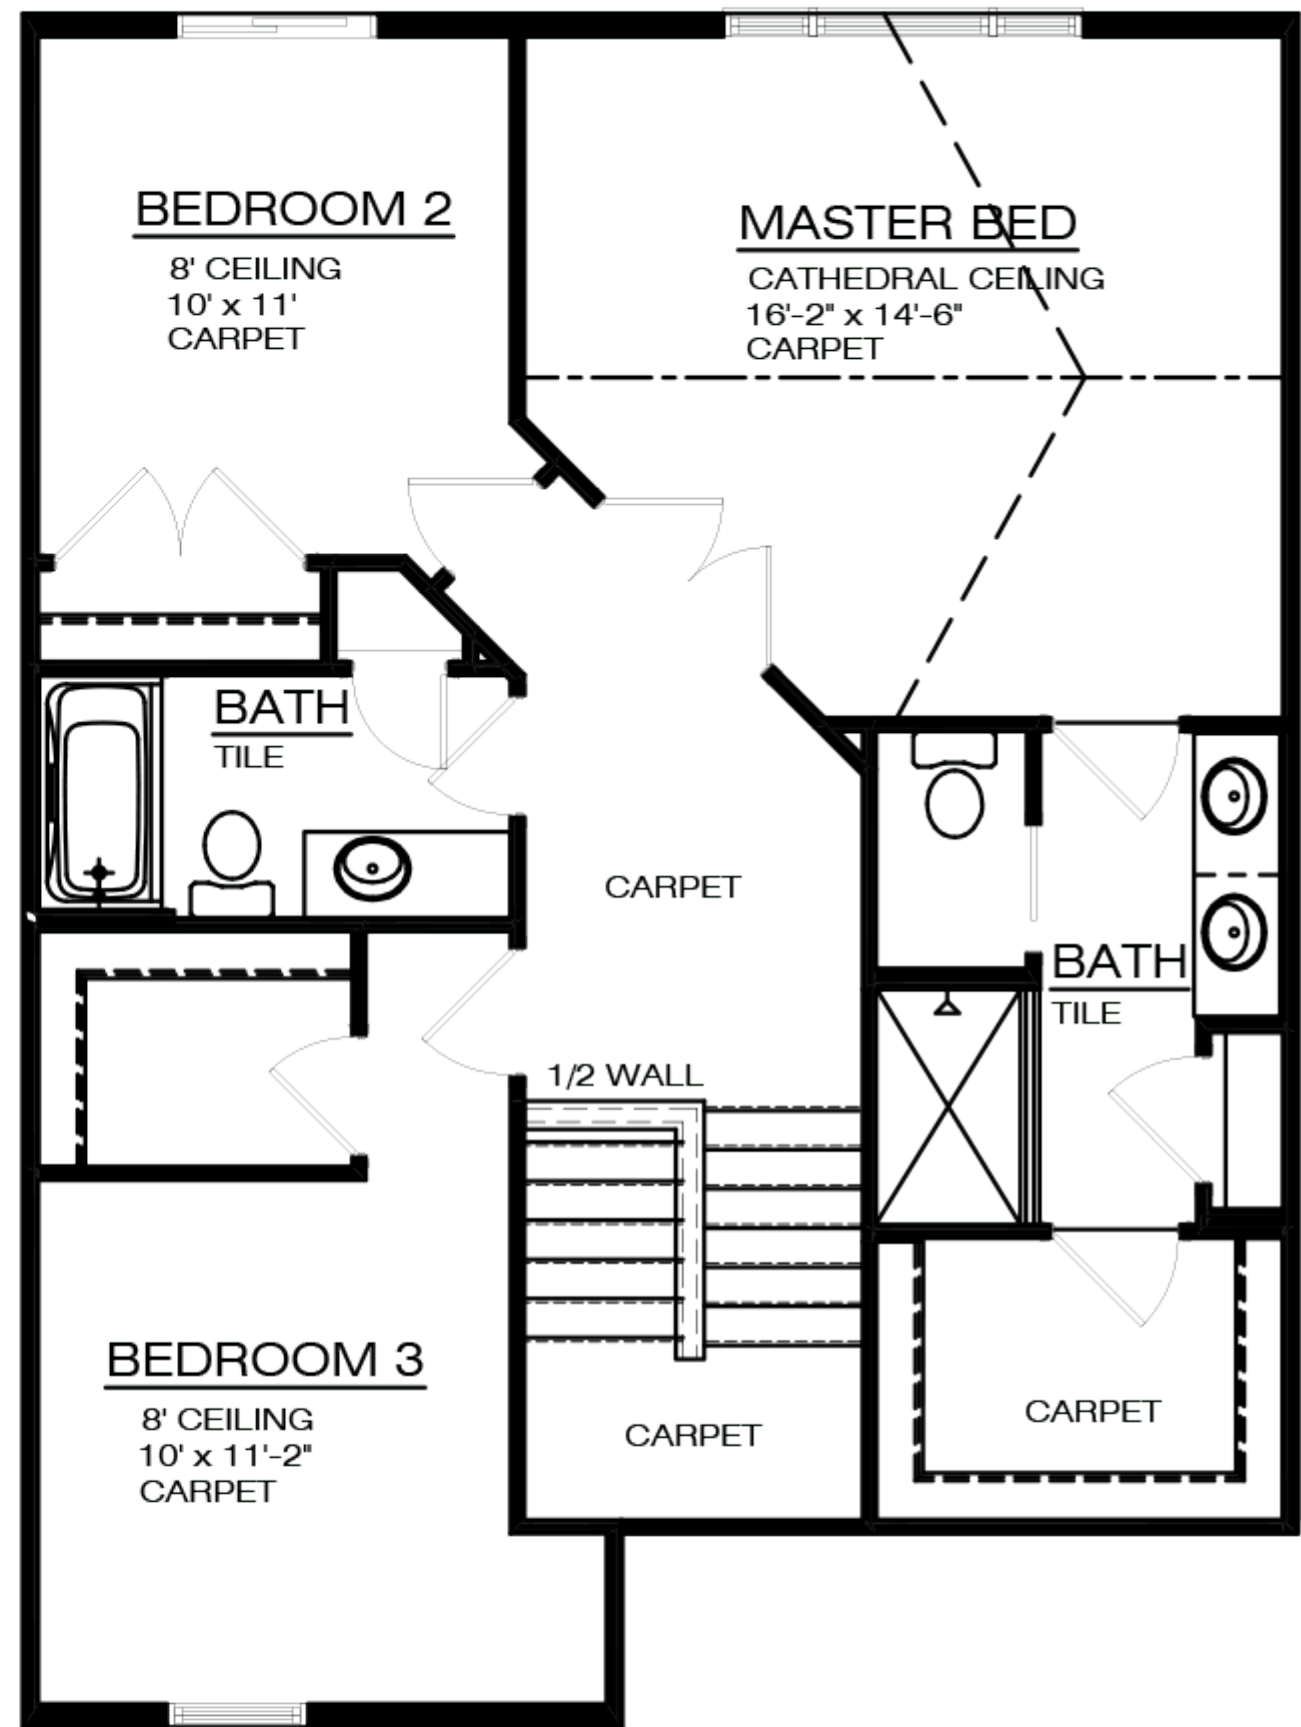 BEDROOM 2
8' CEILING
10' x 11'
CARPET
MASTER BED
CATHEDRAL CEILING
16'-2" x 14'-6"
CARPET
BATH
TILE
CARPET
BATH
TILE
1/2 WALL
BEDROOM 3
8' CEILING
10' x 11'-2"
CARPET
CARPET
CARPET